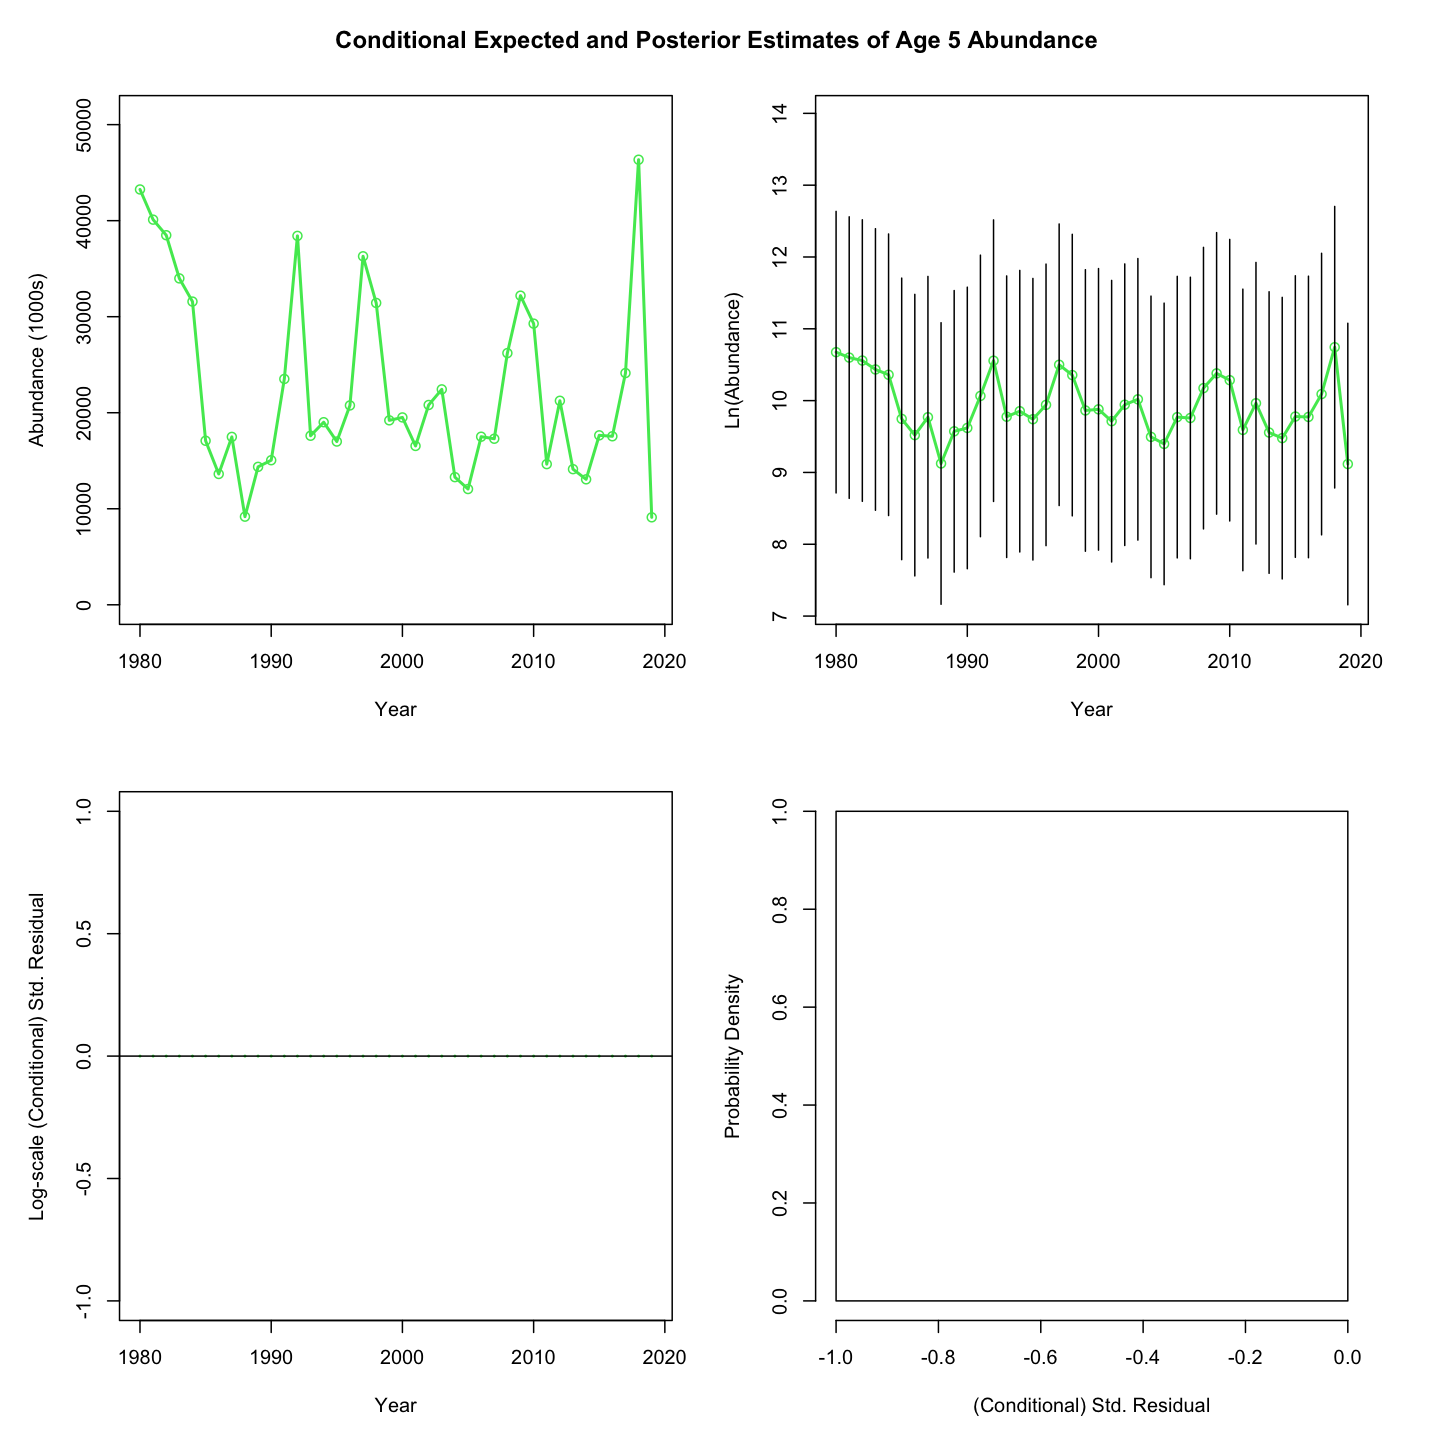 Conditional Expected and Posterior Estimates of Age 5 Abundance
Abundance (1000s)
50000
40000
30000
20000
10000
0
1980 1990 2000 2010 2020
Year
Ln(Abundance)
14
13
12
11
10
9
8
7
1980 1990 2000 2010 2020
Year
Log-scale (Conditional) Std. Residual
1.0
0.5
0.0
-0.5
-1.0
1980 1990 2000 2010 2020
Year
Probability Density
1.0
0.8
0.6
0.4
0.2
0.0
-1.0 -0.8 -0.6 -0.4 -0.2 0.0
(Conditional) Std. Residual